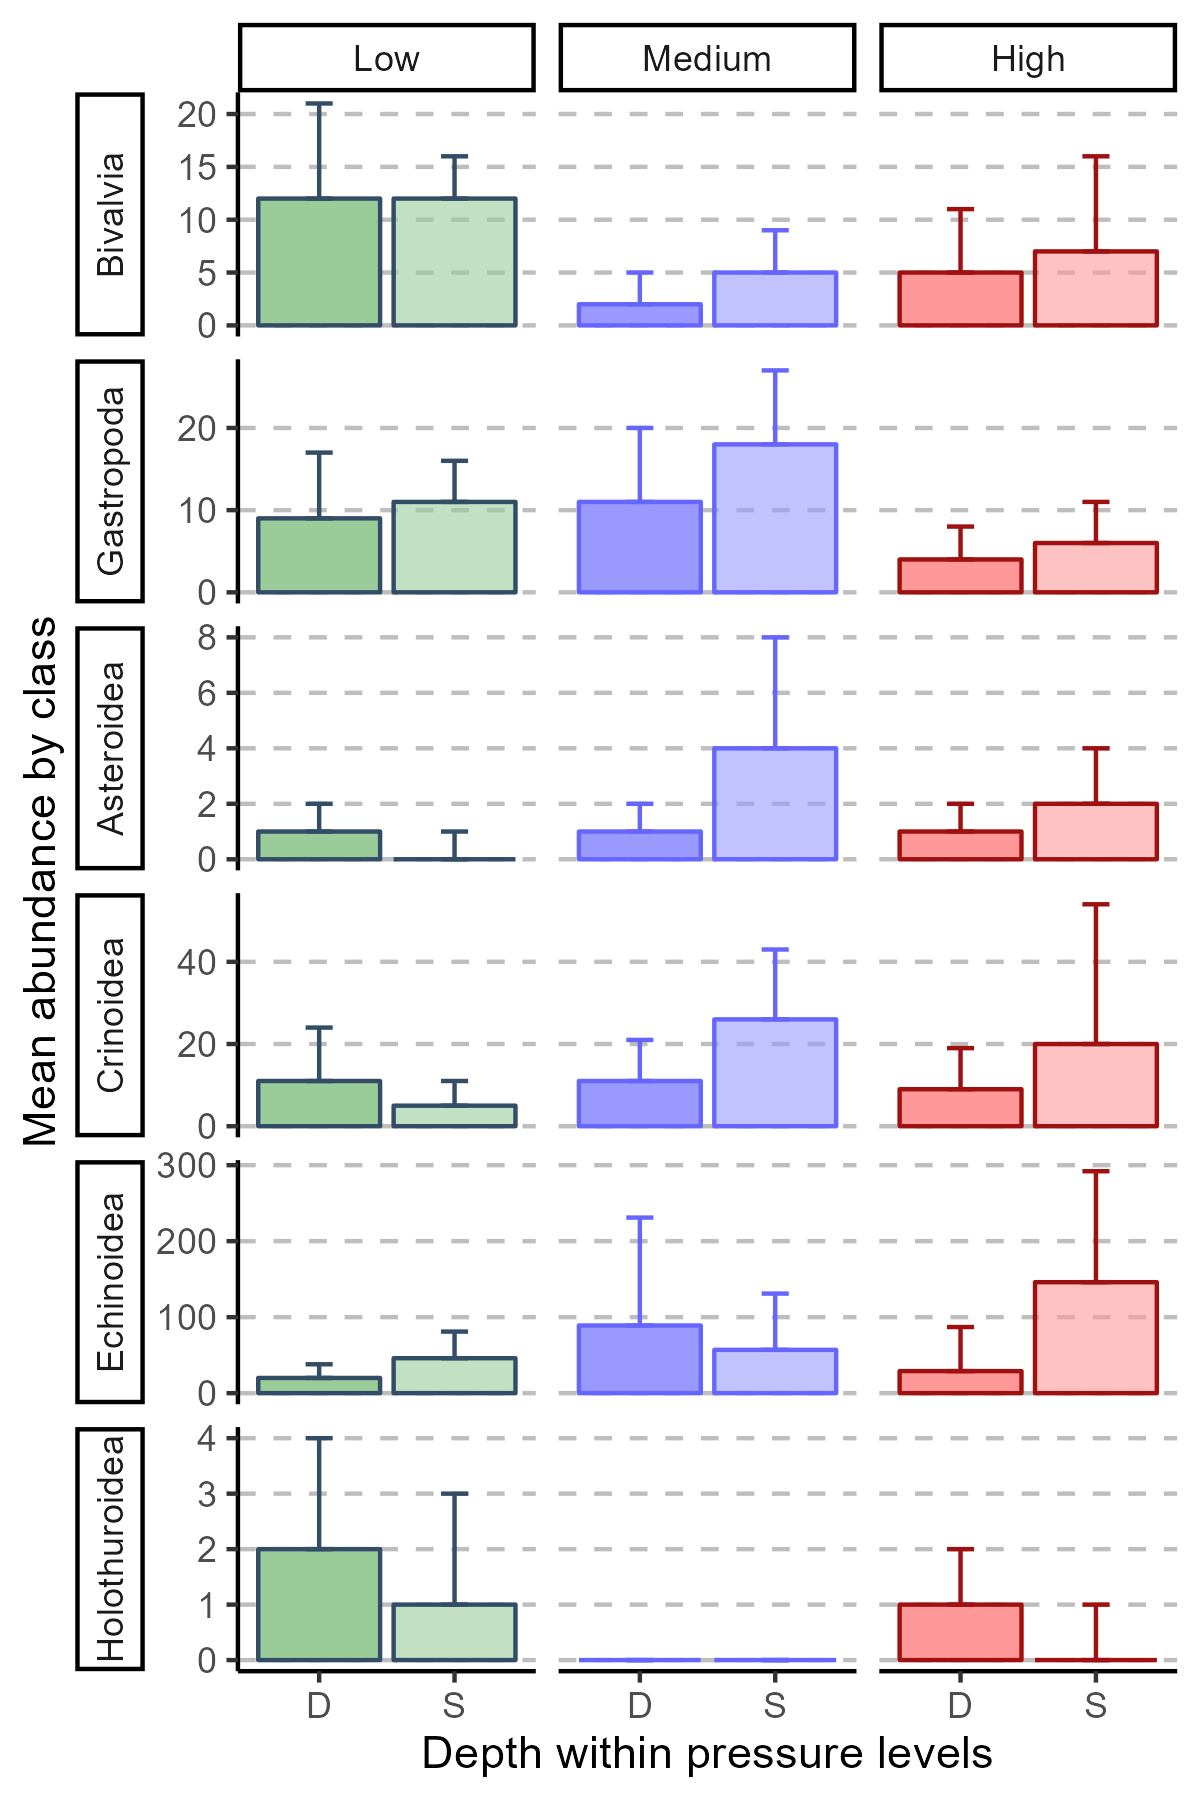 Low Medium High
Bivalvia
20
15
10
5
0
Gastropoda
20
10
0
Asteroidea
8
6
4
2
0
Crinoidea
40
20
0
Echinoidea
300
200
100
0
Holothuroidea
4
3
2
1
0
Mean abundance by class
D S D S D S
Depth within pressure levels